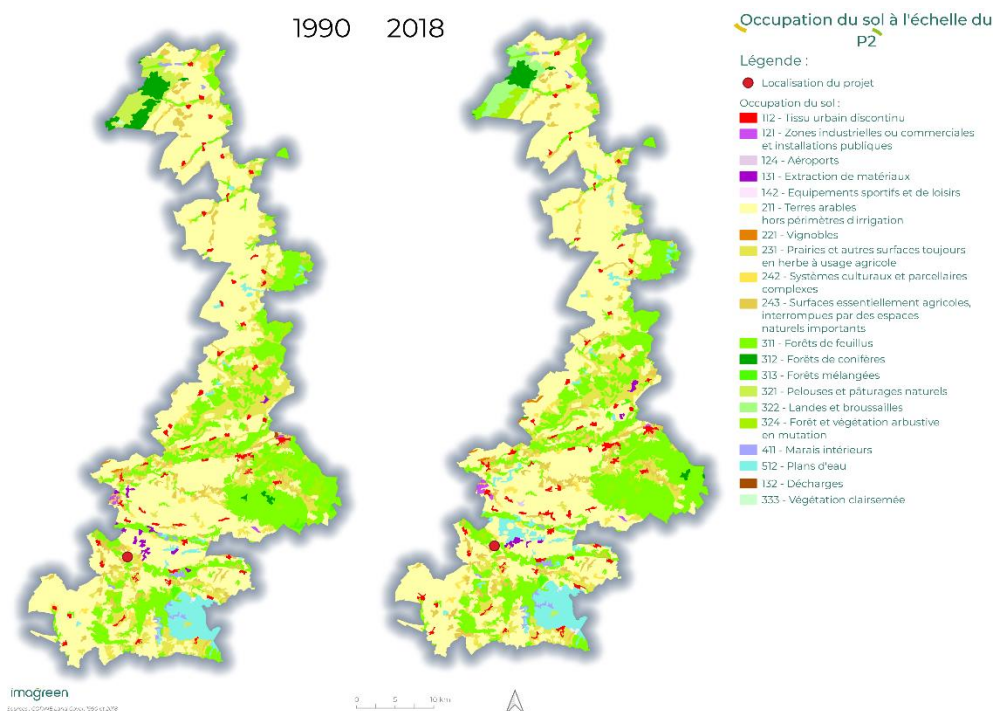 1990 2018
Occupation du sol à l'échelle du
P2
Légende :
Localisation du projet
Occupation du sol :
112 - Tissu urbain discontinu
121 - Zones industrielles ou commerciales
et installations publiques
124 - Aéroports
131 - Extraction de matériaux
142 - Equipements sportifs et de loisirs
211 - Terres arables
hors périmètres d'irrigation
221 - Vignobles
231 - Prairies et autres surfaces toujours
en herbe à usage agricole
242 - Systèmes culturaux et parcellaires
complexes
243 - Surfaces essentiellement agricoles,
interrompues par des espaces
naturels importants
311 - Forêts de feuillus
312 - Forêts de conifères
313 - Forêts mélangées
321 - Pelouses et pâturages naturels
322 - Landes et broussailles
324 - Forêt et végétation arbustive
en mutation
411 - Marais intérieurs
512 - Plans d'eau
132 - Décharges
333 - Végétation clairsemée
imagreen
0 5 10 km